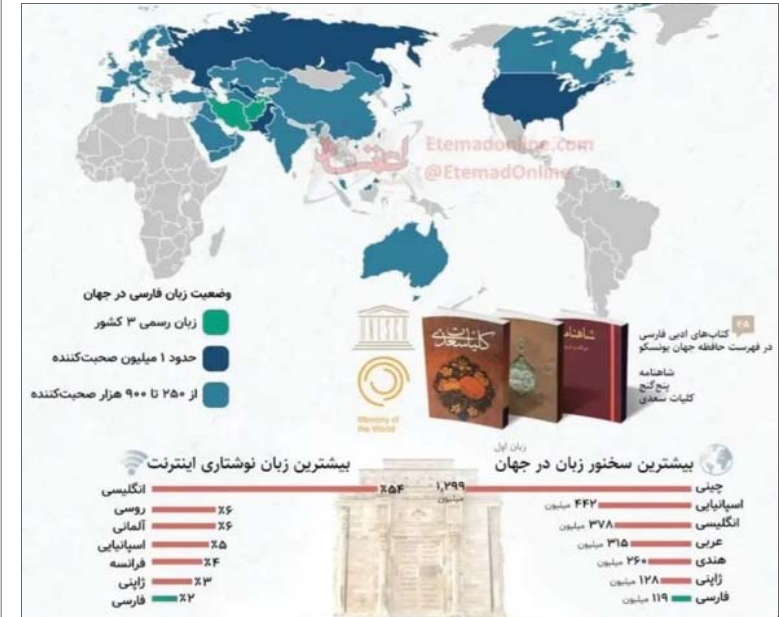 Etemadonline.com
اعتماد
@EtemadOnline
وضعیت زبان فارسی در جهان
زبان رسمی ۳ کشور
حدود ۱ میلیون صحبت‌کننده
از ۲۵۰ تا ۹۰۰ هزار صحبت‌کننده
کلیات سعدی
شاهنامه
کتاب‌های ادبی فارسی
در فهرست حافظه جهان یونسکو
شاهنامه
پنج‌گنج
کلیات سعدی
Memory of
the World
زبان اول
بیشترین سخنور زبان در جهان
چینی ۱,۲۹۹ میلیون
اسپانیایی ۴۴۲ میلیون
انگلیسی ۳۷۸ میلیون
عربی ۳۱۵ میلیون
هندی ۲۶۰ میلیون
ژاپنی ۱۲۸ میلیون
فارسی ۱۱۹ میلیون
بیشترین زبان نوشتاری اینترنت
انگلیسی ٪۵۴
روسی ٪۶
آلمانی ٪۶
اسپانیایی ٪۵
فرانسه ٪۴
ژاپنی ٪۳
فارسی ٪۲